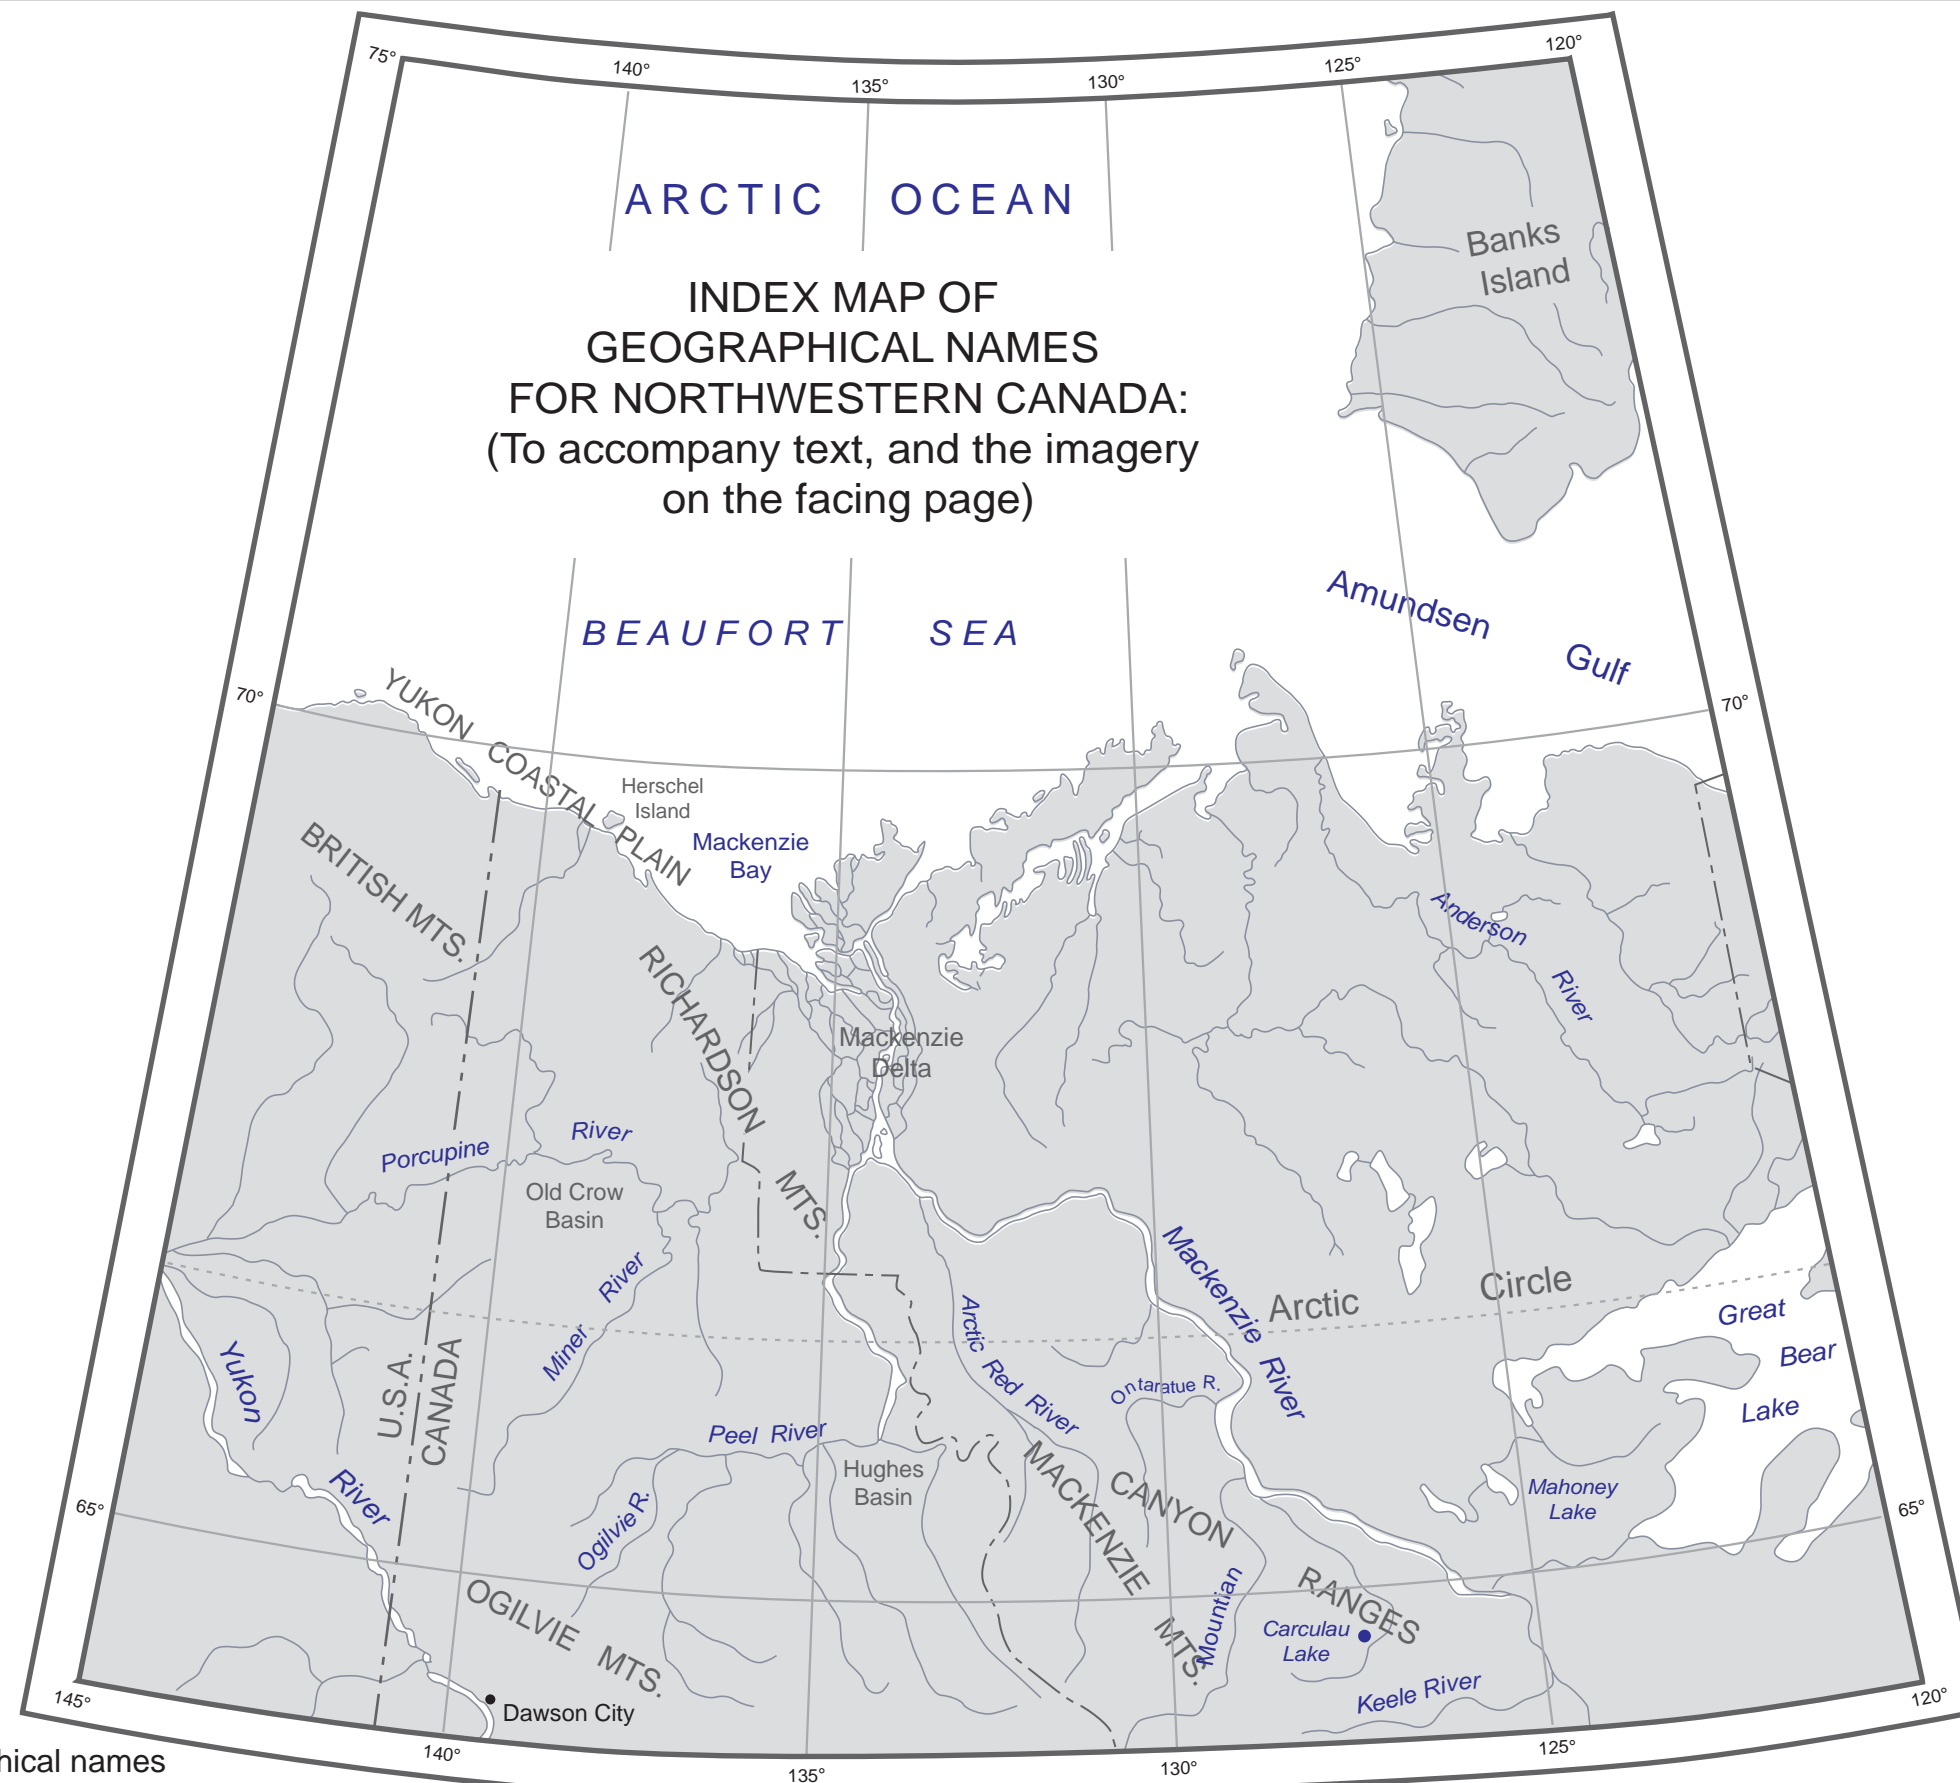 75°
140°
135°
130°
125°
120°
ARCTIC OCEAN
Banks
Island
INDEX MAP OF
GEOGRAPHICAL NAMES
FOR NORTHWESTERN CANADA:
(To accompany text, and the imagery
on the facing page)
Amundsen
Gulf
BEAUFORT SEA
70°
70°
YUKON COASTAL PLAIN
Herschel
Island
Mackenzie
Bay
BRITISH MTS.
Anderson
River
RICHARDSON MTS.
Mackenzie
Delta
Porcupine River
Old Crow
Basin
Miner River
Mackenzie River
Arctic Circle
Great
Bear
Lake
Yukon
River
U.S.A.
CANADA
Arctic Red River
Ontaratue R.
Peel River
Hughes
Basin
Ogilvie R.
MACKENZIE MTS.
CANYON RANGES
Mahoney
Lake
65°
65°
OGILVIE MTS.
Mountian
Carculau
Lake
Keele River
Dawson City
145°
140°
135°
130°
125°
120°
hical names